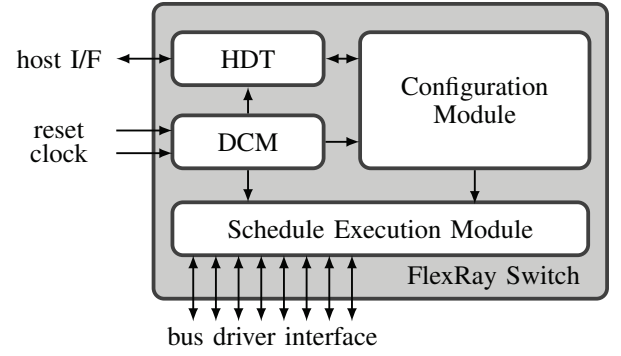 host I/F
HDT
Configuration
Module
reset
clock
DCM
Schedule Execution Module
FlexRay Switch
bus driver interface